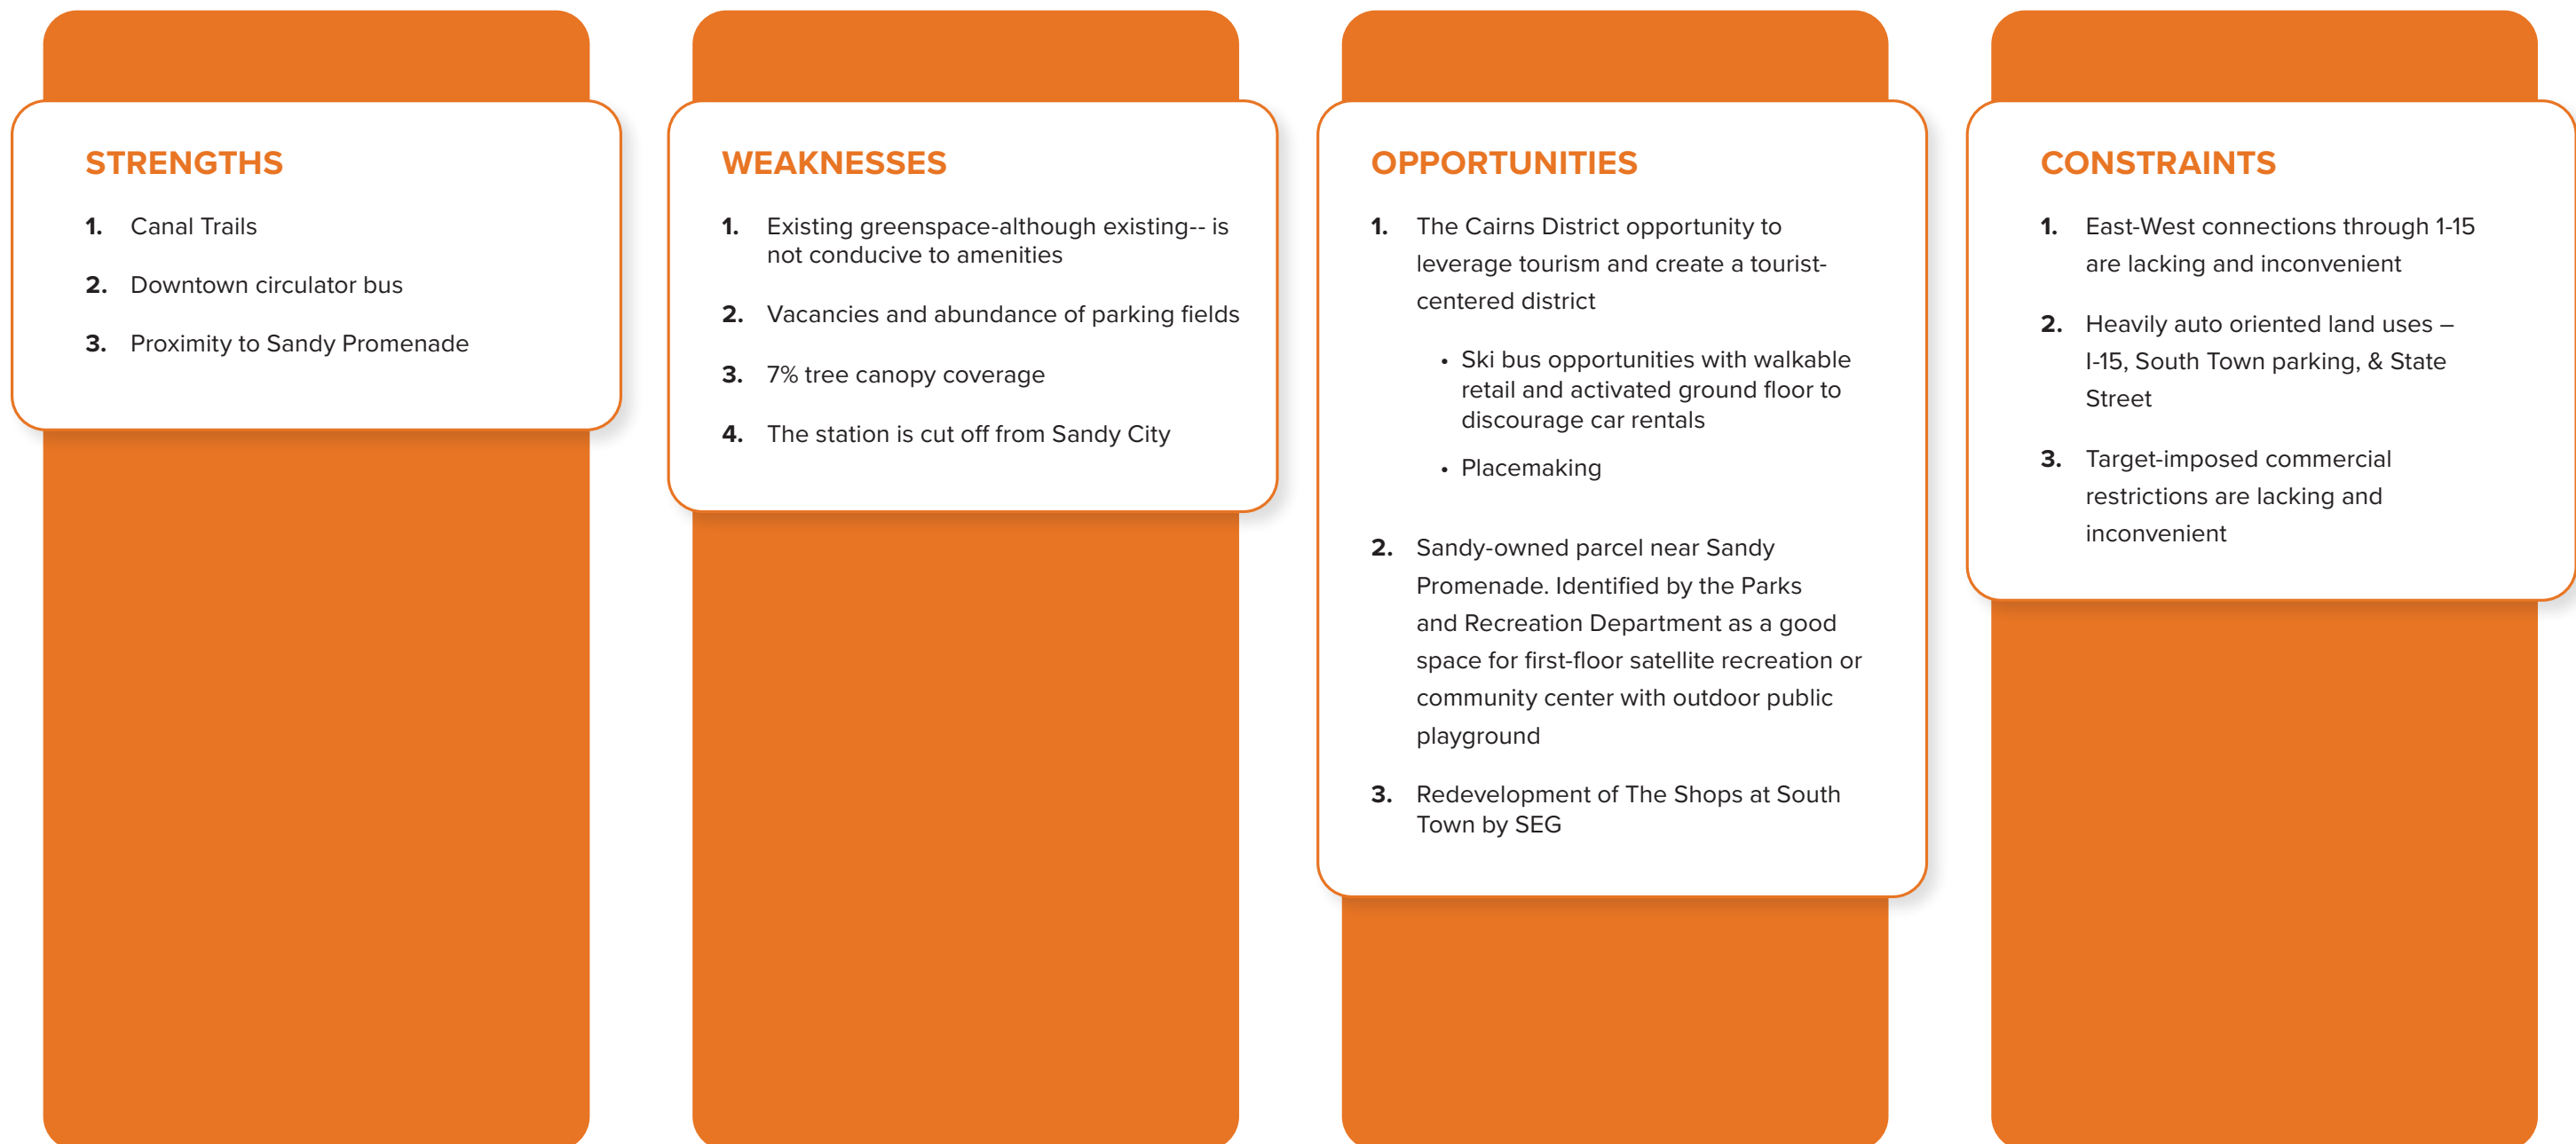 STRENGTHS
1. Canal Trails
2. Downtown circulator bus
3. Proximity to Sandy Promenade
WEAKNESSES
1. Existing greenspace-although existing-- is
not conducive to amenities
2. Vacancies and abundance of parking fields
3. 7% tree canopy coverage
4. The station is cut off from Sandy City
OPPORTUNITIES
1. The Cairns District opportunity to
leverage tourism and create a tourist-
centered district
• Ski bus opportunities with walkable
retail and activated ground floor to
discourage car rentals
• Placemaking
2. Sandy-owned parcel near Sandy
Promenade. Identified by the Parks
and Recreation Department as a good
space for first-floor satellite recreation or
community center with outdoor public
playground
3. Redevelopment of The Shops at South
Town by SEG
CONSTRAINTS
1. East-West connections through 1-15
are lacking and inconvenient
2. Heavily auto oriented land uses –
I-15, South Town parking, & State
Street
3. Target-imposed commercial
restrictions are lacking and
inconvenient